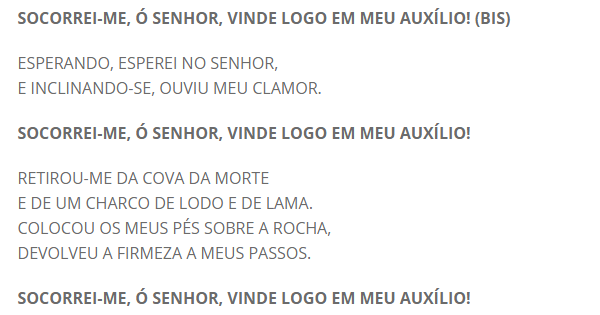 SOCORREI-ME, Ó SENHOR, VINDE LOGO EM MEU AUXÍLIO! (BIS)
ESPERANDO, ESPEREI NO SENHOR,
E INCLINANDO-SE, OUVIU MEU CLAMOR.
SOCORREI-ME, Ó SENHOR, VINDE LOGO EM MEU AUXÍLIO!
RETIROU-ME DA COVA DA MORTE
E DE UM CHARCO DE LODO E DE LAMA.
COLOCOU OS MEUS PÉS SOBRE A ROCHA,
DEVOLVEU A FIRMEZA A MEUS PASSOS.
SOCORREI-ME, Ó SENHOR, VINDE LOGO EM MEU AUXÍLIO!